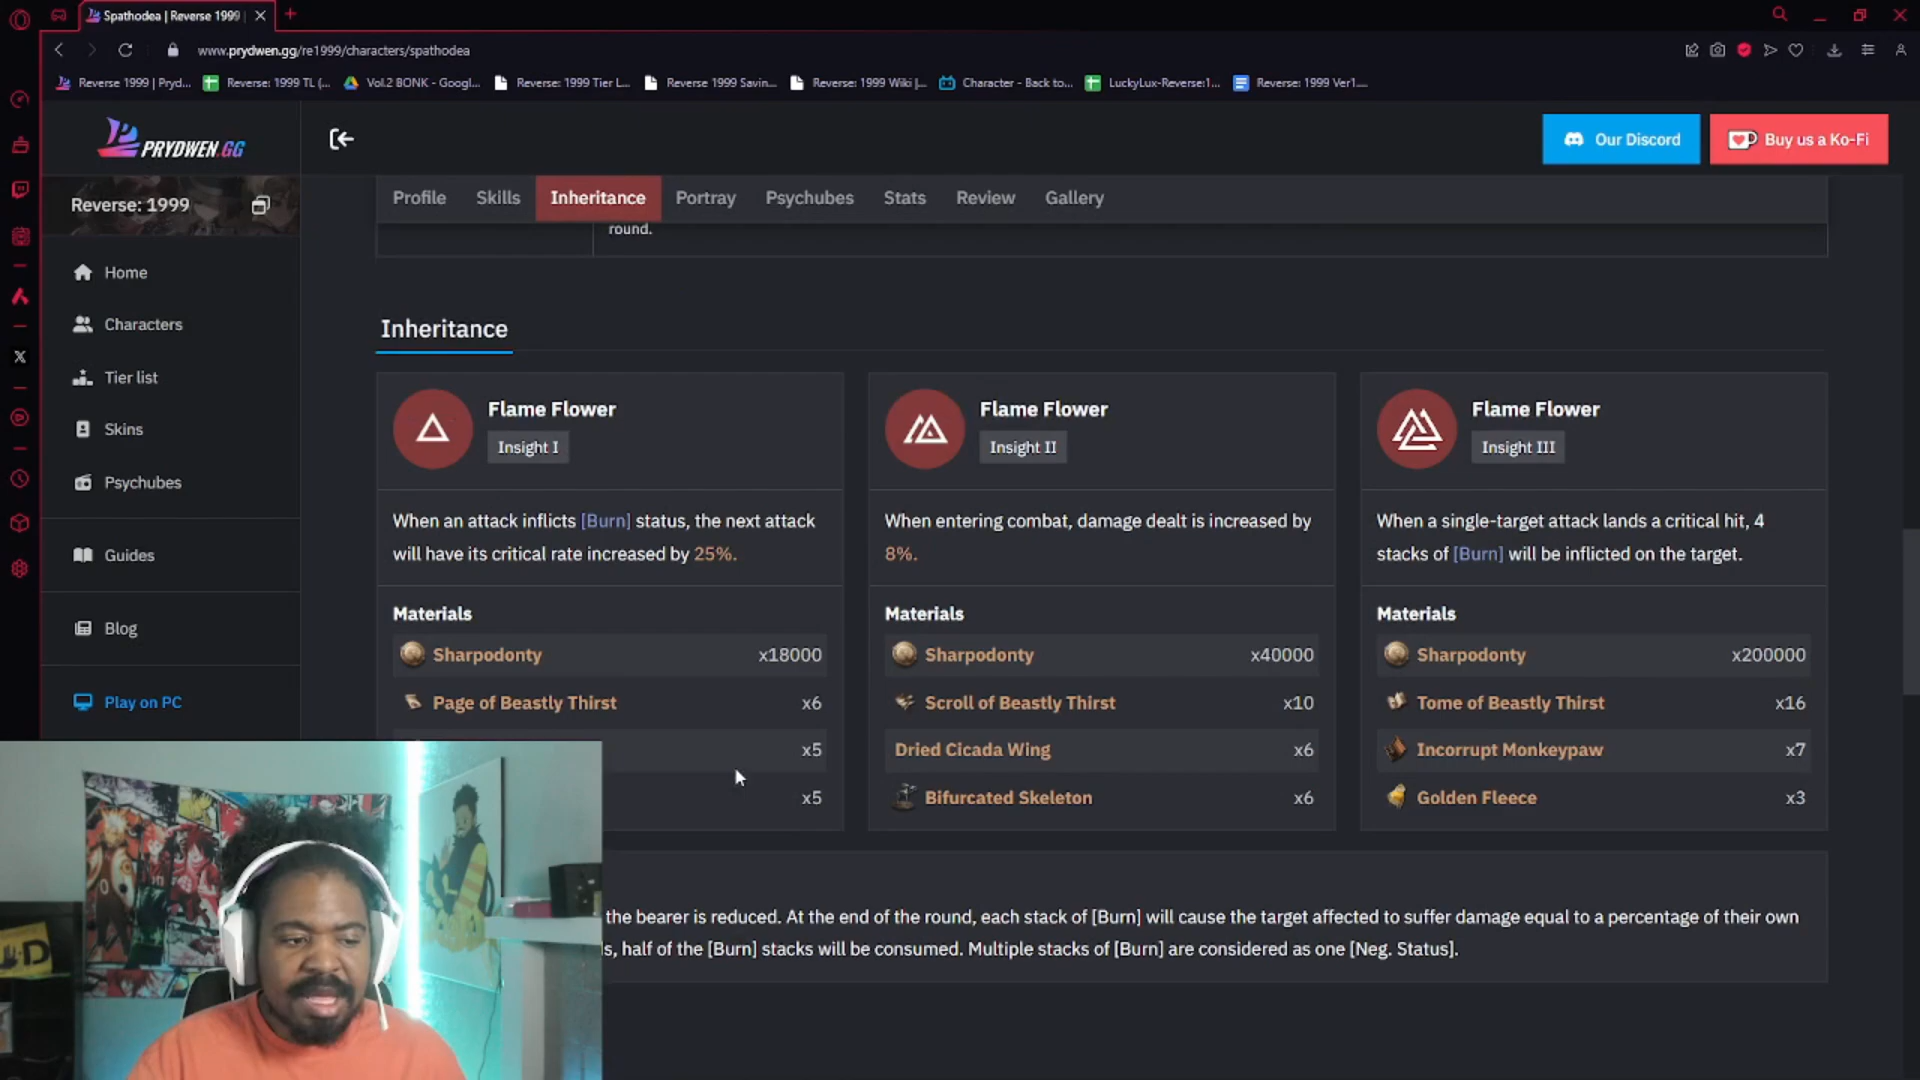 Spathodea | Reverse 1999
www.prydwen.gg/re1999/characters/spathodea
Reverse 1999 | Pryd...
Reverse: 1999 TL (...
Vol.2 BONK - Googl...
Reverse: 1999 Tier L...
Reverse 1999 Savin...
Reverse: 1999 Wiki |...
Character - Back to...
LuckyLux-Reverse:1...
Reverse: 1999 Ver1....
PRYDWEN.GG
Our Discord
Buy us a Ko-Fi
Reverse: 1999
Home
Characters
Tier list
Skins
Psychubes
Guides
Blog
Play on PC
Profile Skills Inheritance Portray Psychubes Stats Review Gallery
round.
Inheritance
Flame Flower
Insight I
When an attack inflicts [Burn] status, the next attack
will have its critical rate increased by 25%.
Materials
Sharpodonty x18000
Page of Beastly Thirst x6
x5
x5
Flame Flower
Insight II
When entering combat, damage dealt is increased by
8%.
Materials
Sharpodonty x40000
Scroll of Beastly Thirst x10
Dried Cicada Wing x6
Bifurcated Skeleton x6
Flame Flower
Insight III
When a single-target attack lands a critical hit, 4
stacks of [Burn] will be inflicted on the target.
Materials
Sharpodonty x200000
Tome of Beastly Thirst x16
Incorrupt Monkeypaw x7
Golden Fleece x3
the bearer is reduced. At the end of the round, each stack of [Burn] will cause the target affected to suffer damage equal to a percentage of their own
s, half of the [Burn] stacks will be consumed. Multiple stacks of [Burn] are considered as one [Neg. Status].